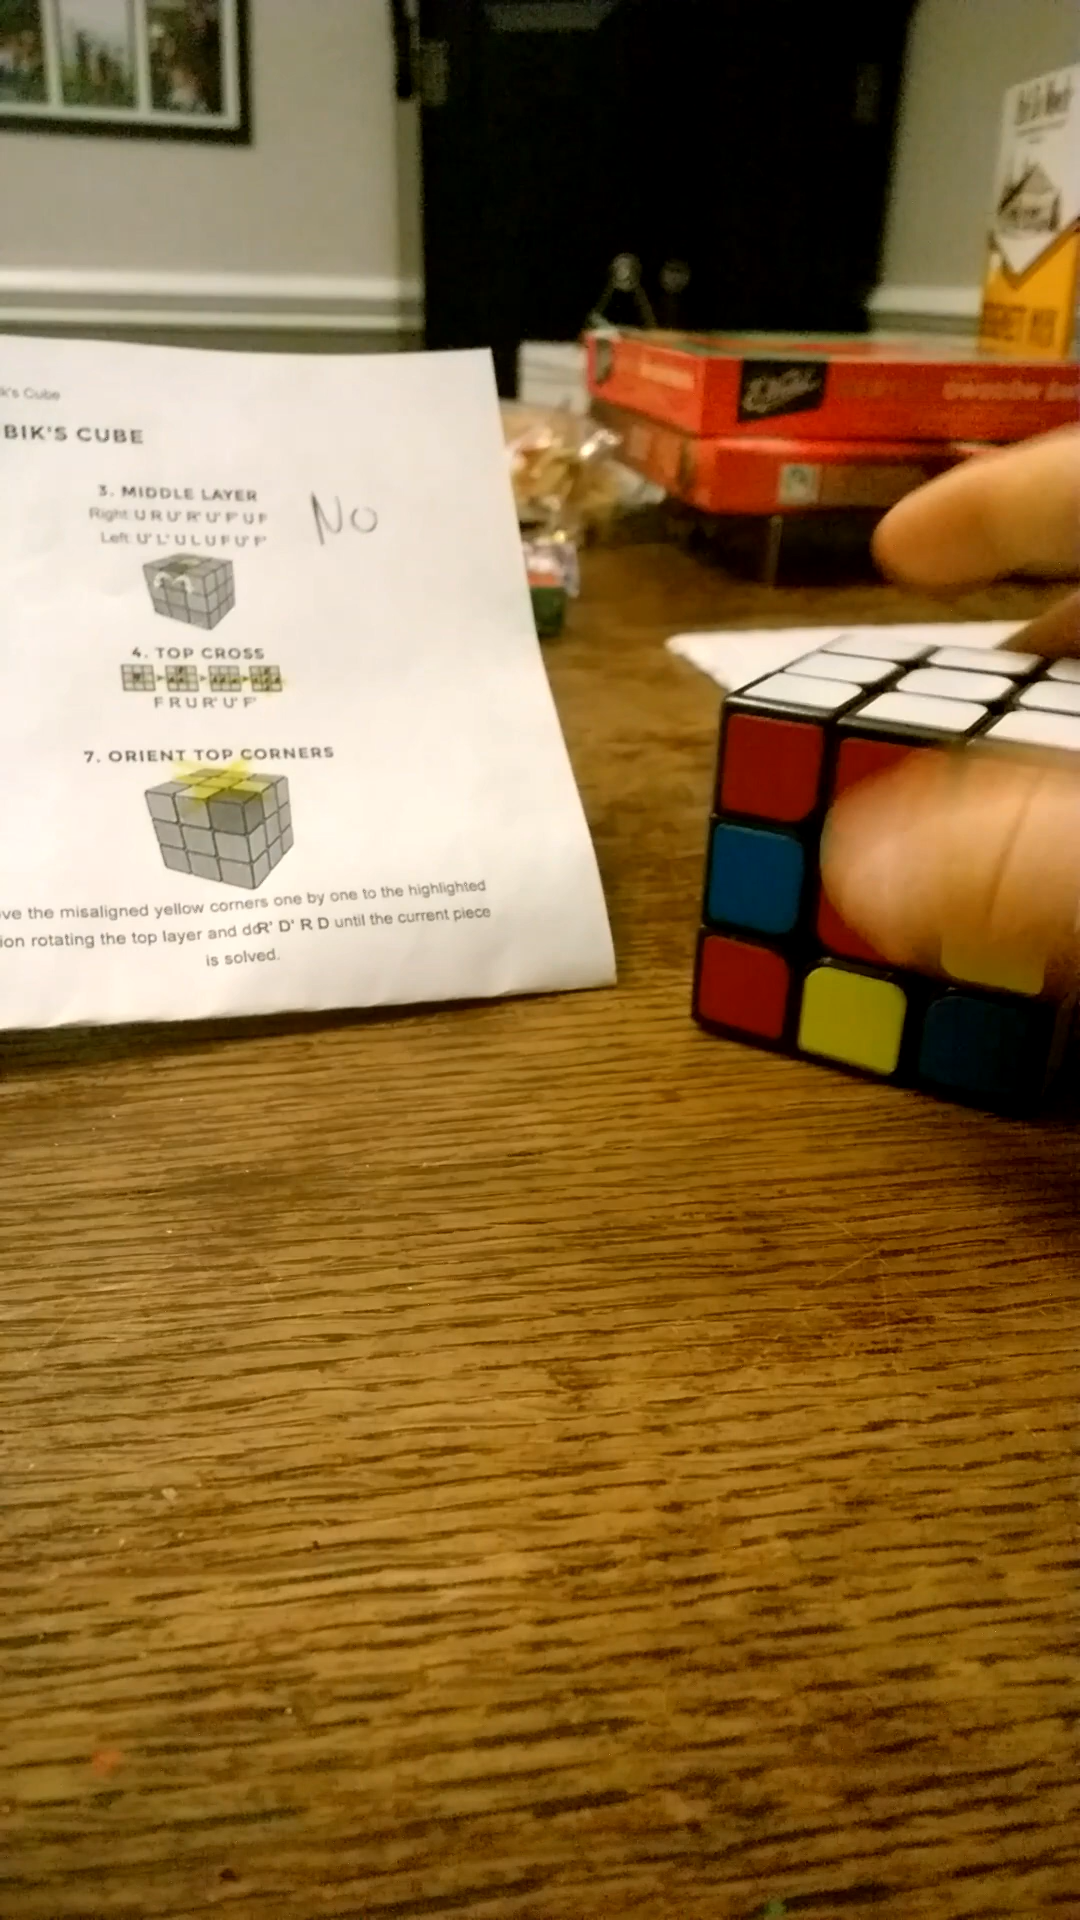 k's Cube
BIK'S CUBE
3. MIDDLE LAYER
Right: U R U' R' U' F' U F
Left: U' L' U L U F U' F'
No
4. TOP CROSS
F R U R' U' F'
7. ORIENT TOP CORNERS
ve the misaligned yellow corners one by one to the highlighted
ion rotating the top layer and do R' D' R D until the current piece
is solved.